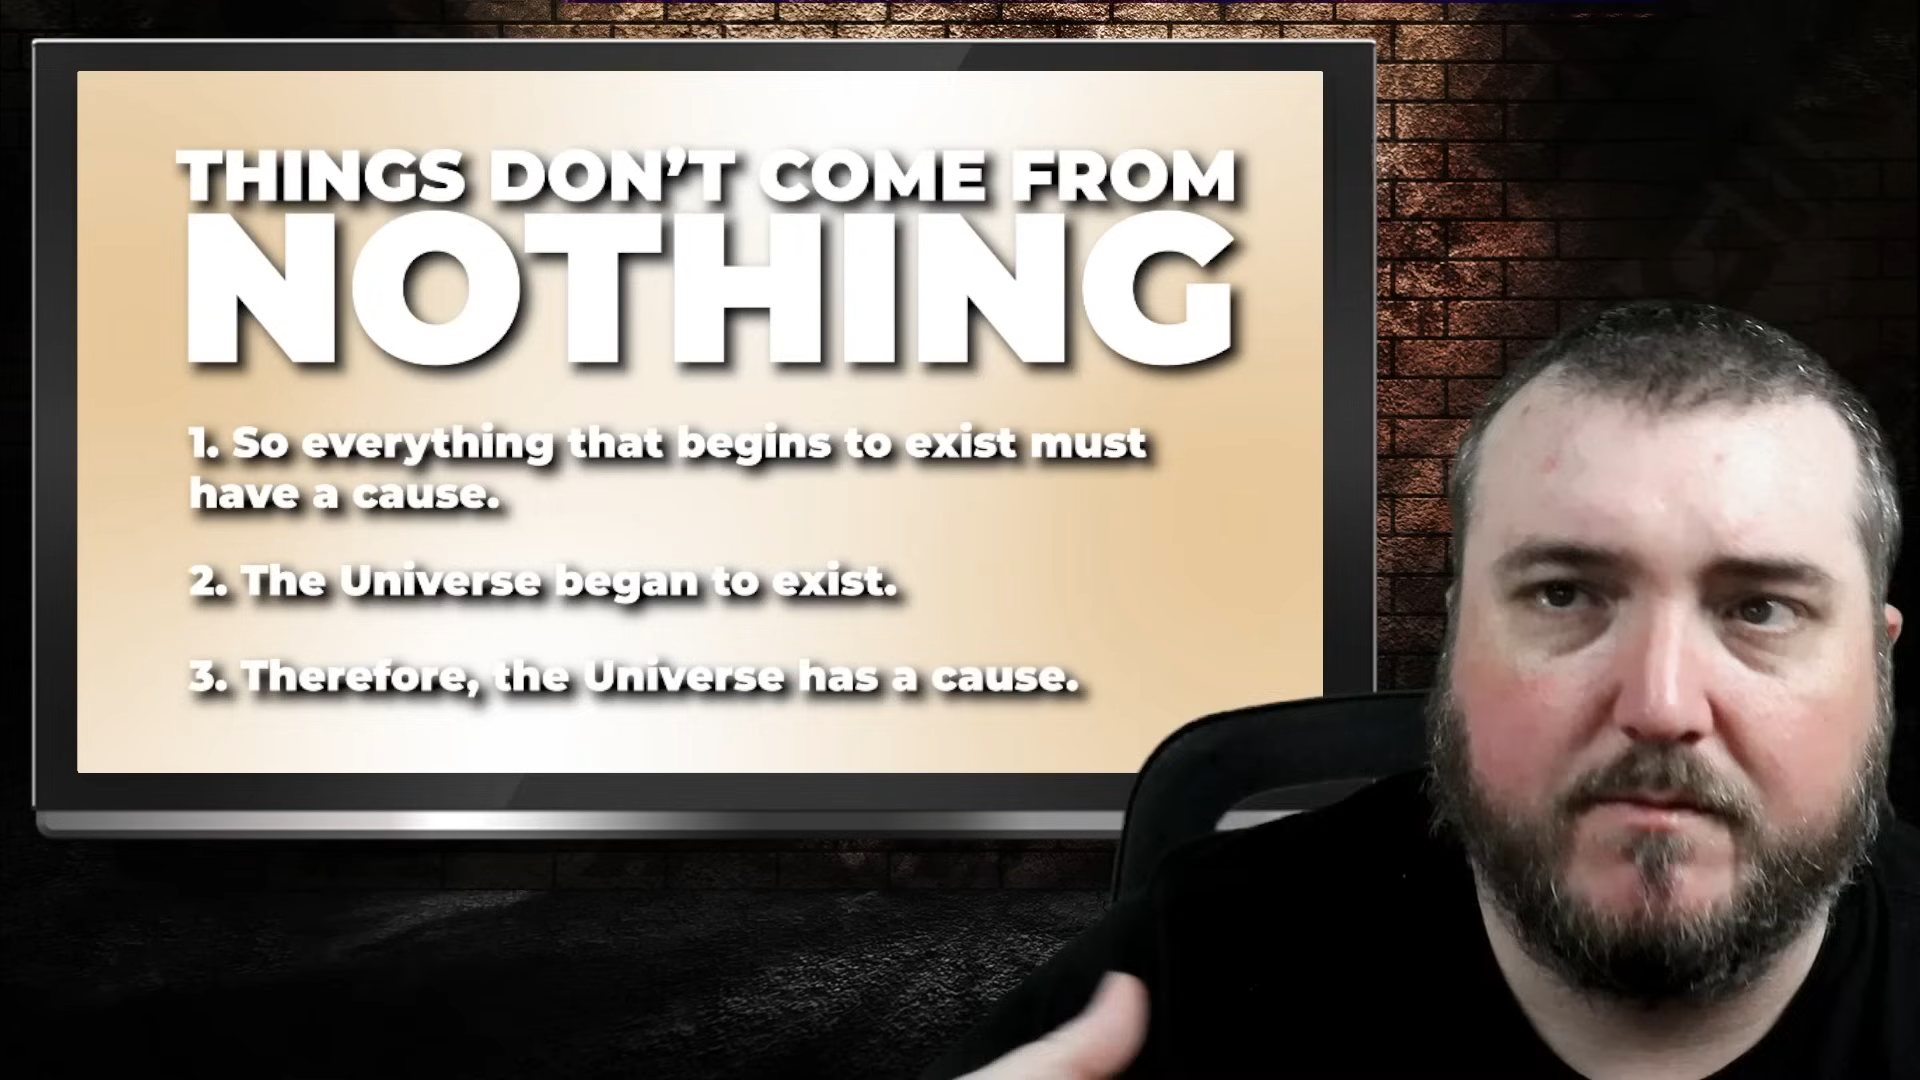 THINGS DON’T COME FROM
NOTHING
1. So everything that begins to exist must
have a cause.
2. The Universe began to exist.
3. Therefore, the Universe has a cause.